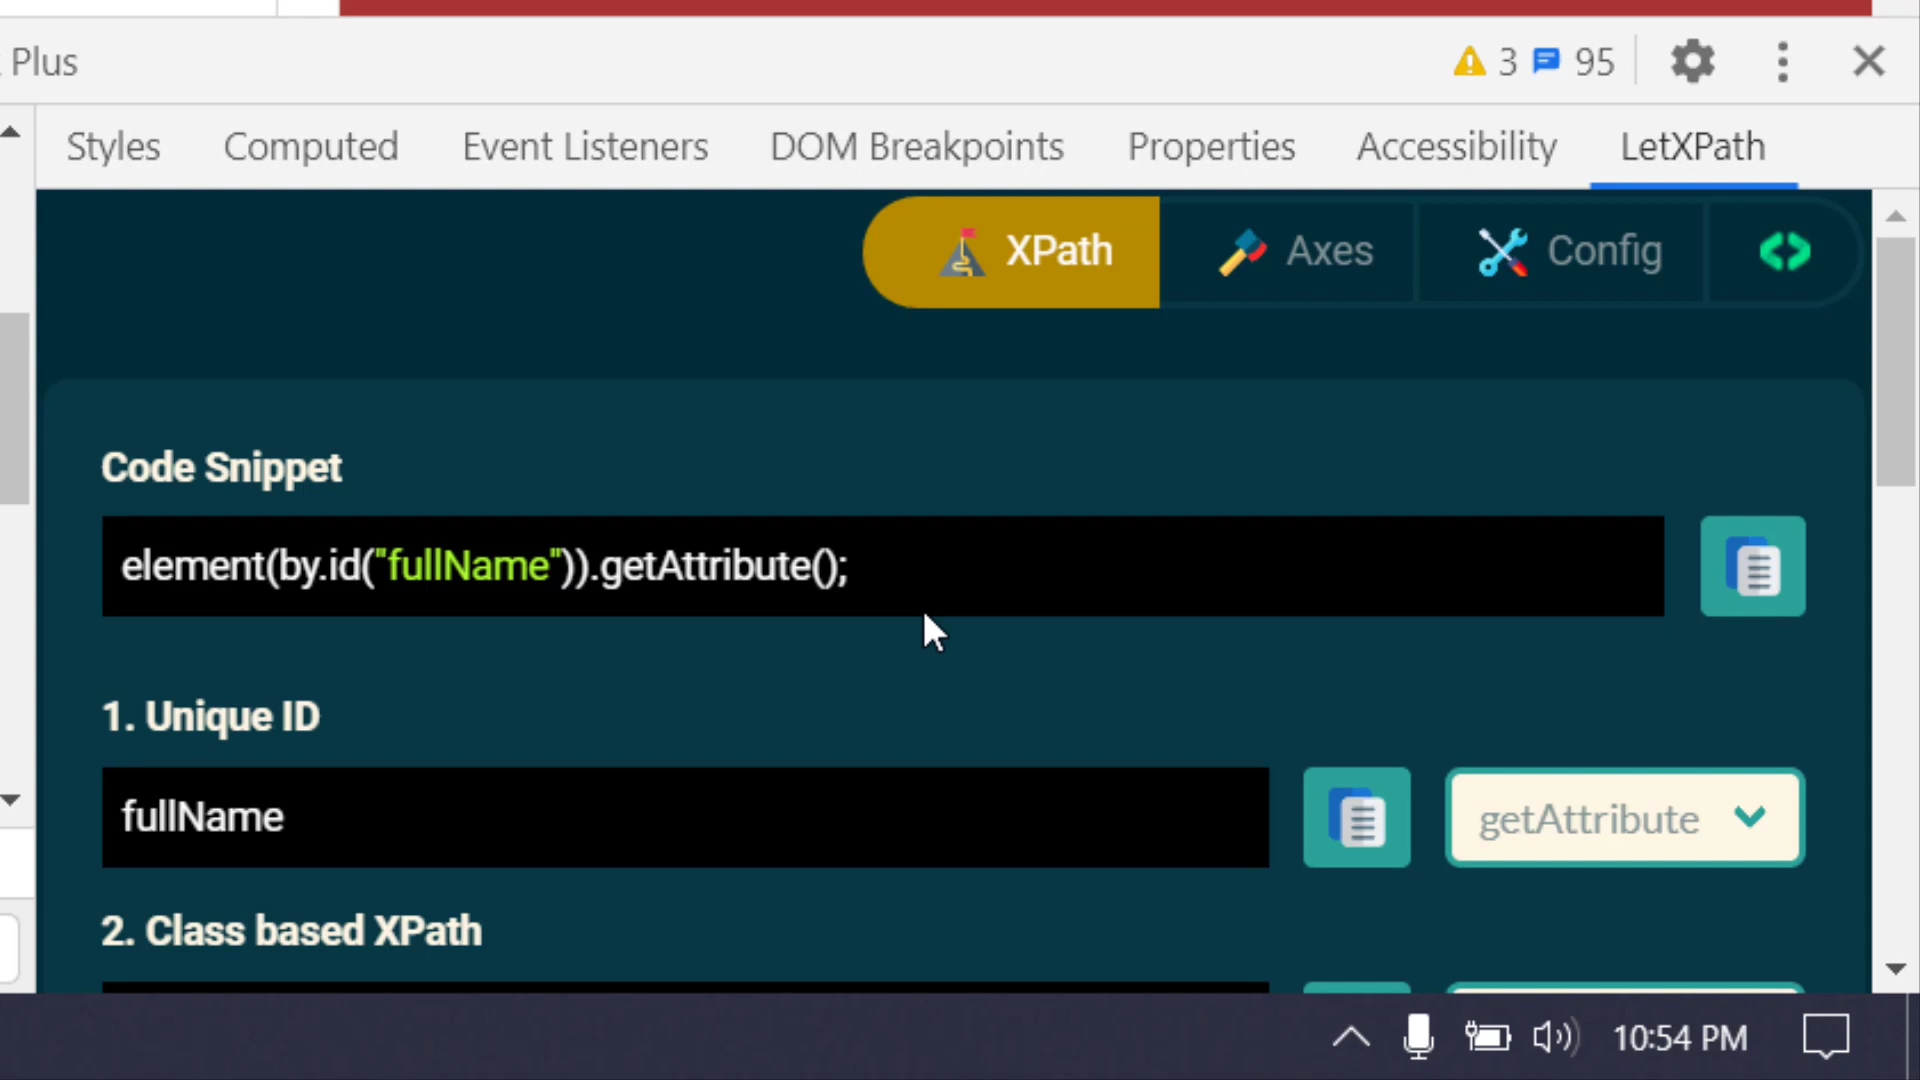 Plus
3 95
Styles Computed Event Listeners DOM Breakpoints Properties Accessibility LetXPath
XPath Axes Config
Code Snippet
element(by.id("fullName")).getAttribute();
1. Unique ID
fullName
getAttribute
2. Class based XPath
10:54 PM